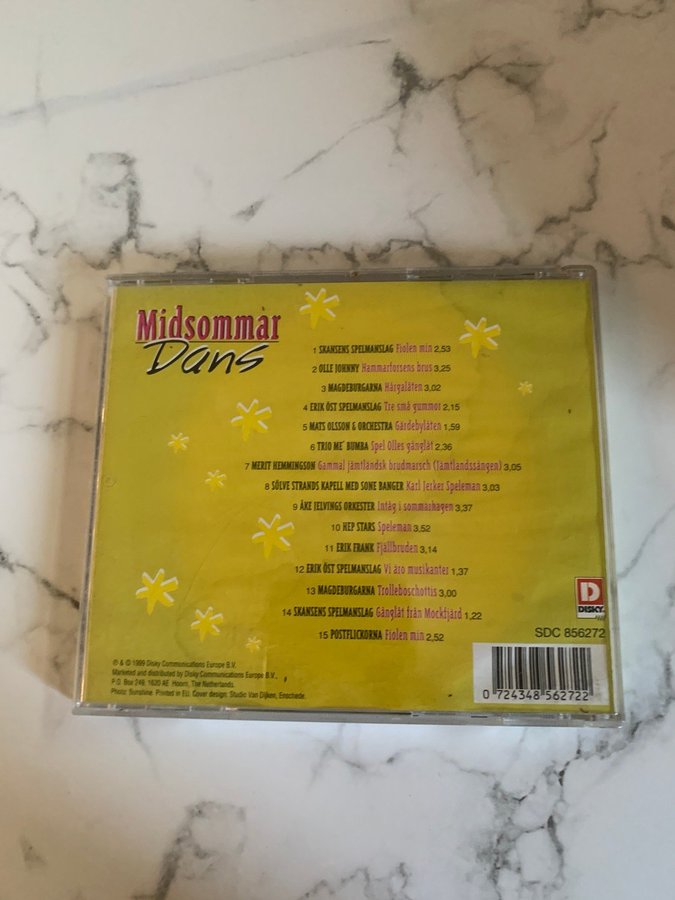 Midsommar
Dans
1 SKANSENS SPELMANSLAG Fiolen min 2,53
2 OLLE JOHNNY Hammarforsens brus 3,25
3 MAGDEBURGARNA Hårgalåten 3,02
4 ERIK ÖST SPELMANSLAG Tre små gummor 2,15
5 MATS OLSSON & ORCHESTRA Gärdebylåten 1,59
6 TRIO ME´ BUMBA Spel Olles gånglåt 2,36
7 MERIT HEMMINGSON Gammal jämtländsk brudmarsch (Jämtlandssången) 3,05
8 SÖLVE STRANDS KAPELL MED SONE BANGER Karl Jerker Speleman 3,03
9 ÅKE JELVINGS ORKESTER Intåg i sommarhagen 3,37
10 HEP STARS Speleman 3,52
11 ERIK FRANK Fjällbruden 3,14
12 ERIK ÖST SPELMANSLAG Vi äro musikanter 1,37
13 MAGDEBURGARNA Trolleboschottis 3,00
14 SKANSENS SPELMANSLAG Gånglåt från Mockfjärd 1,22
15 POSTFLICKORNA Fiolen min 2,52
D
DISKY
SDC 856272
0 724348 562722
℗ & © 1999 Disky Communications Europe B.V.
Marketed and distributed by Disky Communications Europe B.V.,
P.O. Box 249, 1620 AE Hoorn, The Netherlands.
Photo: Sunshine. Printed in EU. Cover design: Studio Van Dijken, Enschede.